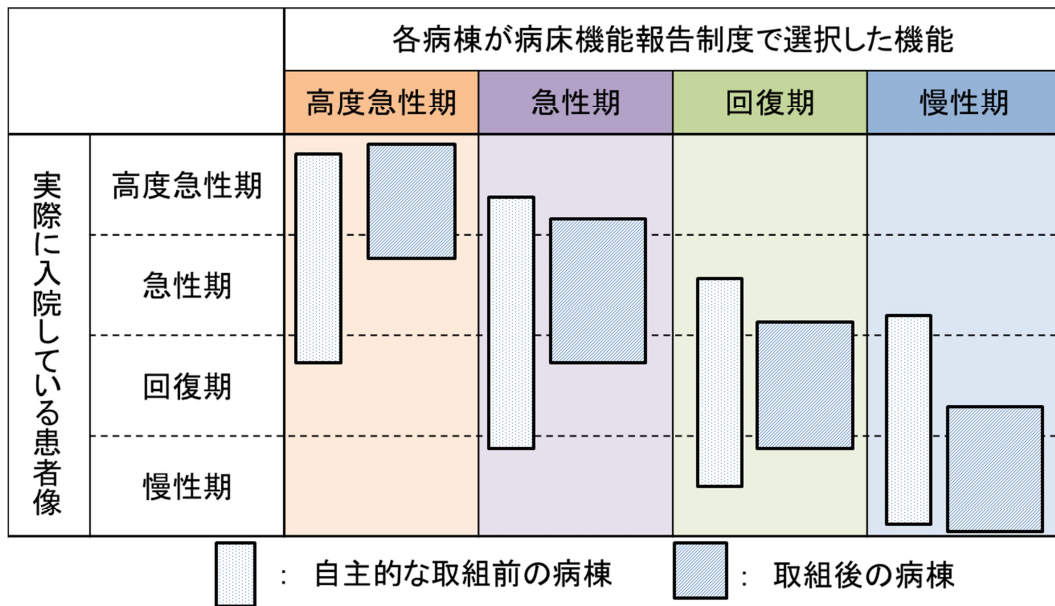 各病棟が病床機能報告制度で選択した機能
高度急性期 急性期 回復期 慢性期
実際に入院している患者像
高度急性期
急性期
回復期
慢性期
： 自主的な取組前の病棟 ： 取組後の病棟